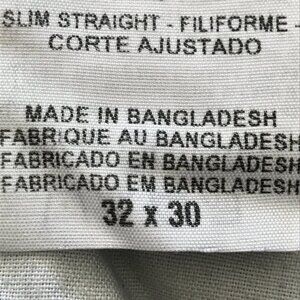 SLIM STRAIGHT - FILIFORME -
CORTE AJUSTADO
MADE IN BANGLADESH
FABRIQUE AU BANGLADESH
FABRICADO EN BANGLADESH
FABRICADO EM BANGLADESH
32 x 30